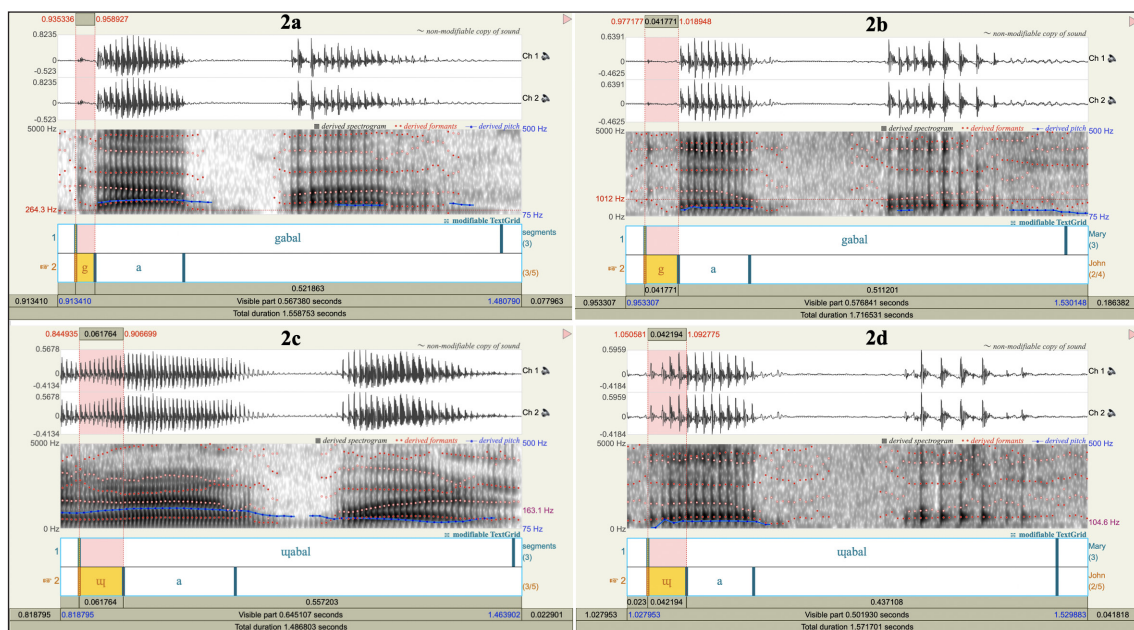 2a
0.935336 0.958927
~ non-modifiable copy of sound
0.8235
0
-0.523
Ch 1
0.8235
0
-0.523
Ch 2
5000 Hz
derived spectrogram derived formants derived pitch 500 Hz
264.3 Hz
75 Hz
modifiable TextGrid
1 gabal segments (3)
2 g a (3/5)
0.521863
0.913410 0.913410 Visible part 0.567380 seconds 1.480790 0.077963
Total duration 1.558753 seconds
2b
0.977177 0.041771 1.018948
~ non-modifiable copy of sound
0.6391
0
-0.4625
Ch 1
0.6391
0
-0.4625
Ch 2
5000 Hz
derived spectrogram derived formants derived pitch 500 Hz
1012 Hz
0 Hz 75 Hz
modifiable TextGrid
1 gabal Mary (3)
2 g a John (2/4)
0.041771 0.511201
0.953307 0.953307 Visible part 0.576841 seconds 1.530148 0.186382
Total duration 1.716531 seconds
2c
0.844935 0.061764 0.906699
~ non-modifiable copy of sound
0.5678
0
-0.4134
Ch 1
0.5678
0
-0.4134
Ch 2
5000 Hz
derived spectrogram derived formants derived pitch 500 Hz
163.1 Hz
0 Hz 75 Hz
modifiable TextGrid
1 ɰabal segments (3)
2 ɰ a (3/5)
0.061764 0.557203
0.818795 0.818795 Visible part 0.645107 seconds 1.463902 0.022901
Total duration 1.486803 seconds
2d
1.050581 0.042194 1.092775
~ non-modifiable copy of sound
0.5959
0
-0.4184
Ch 1
0.5959
0
-0.4184
Ch 2
5000 Hz
derived spectrogram derived formants derived pitch 500 Hz
104.6 Hz
0 Hz 75 Hz
modifiable TextGrid
1 ɰabal Mary (3)
2 ɰ a John (2/5)
0.023 0.042194 0.437108
1.027953 1.027953 Visible part 0.501930 seconds 1.529883 0.041818
Total duration 1.571701 seconds